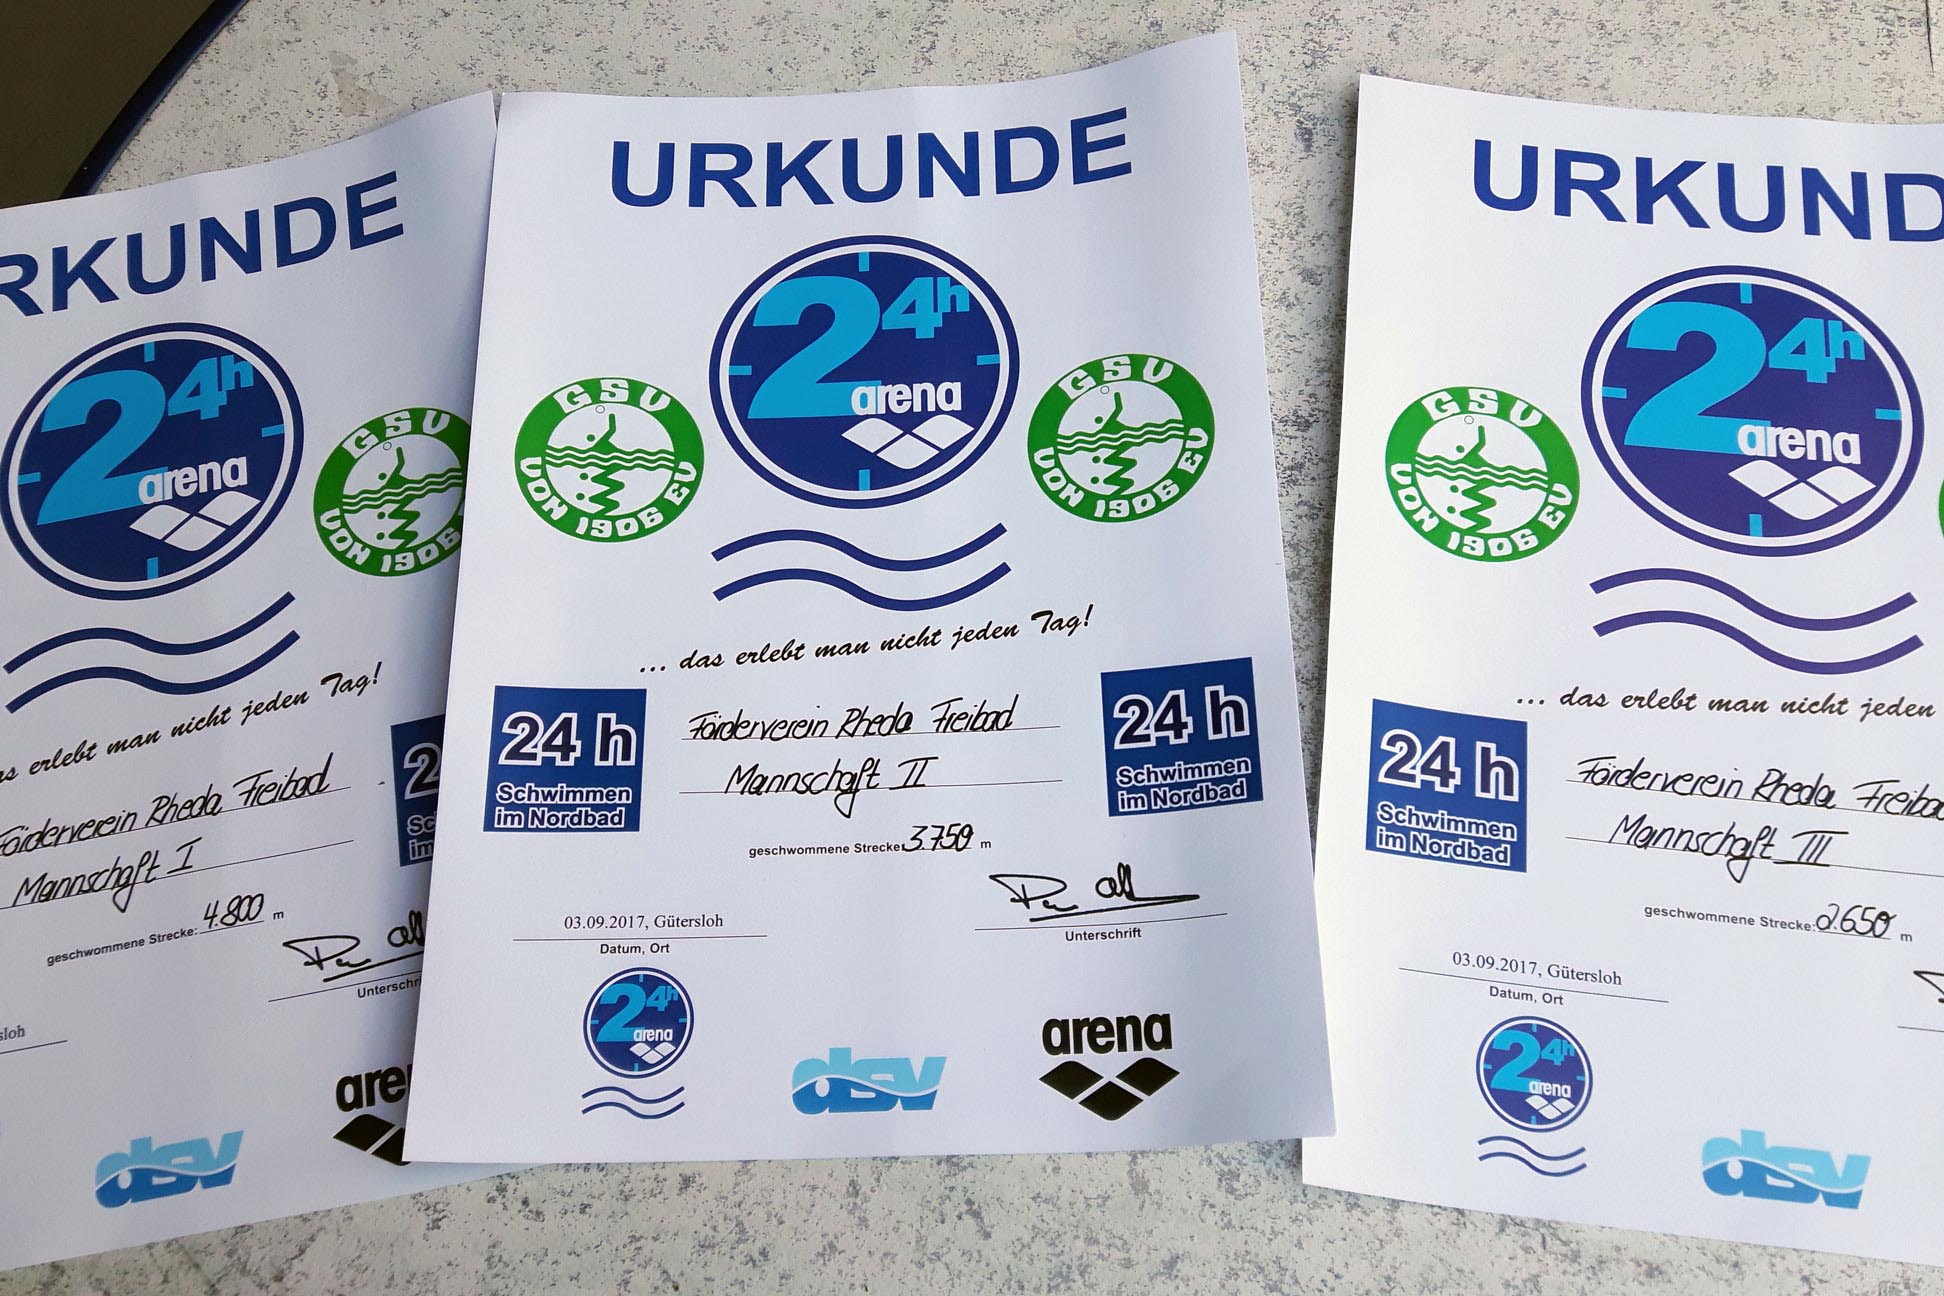 RKUNDE
24h
arena
GSV
VON 1906
das erlebt man nicht jeden Tag!
Förderverein Rheda Freibad
Mannschaft I
geschwommene Strecke: 4.800 m
Unterschri
arena
dsv
URKUNDE
24h
arena
GSV
VON 1906 EV
GSV
VON 1906 EV
... das erlebt man nicht jeden Tag!
24 h
Schwimmen
im Nordbad
Förderverein Rheda Freibad
Mannschaft II
24 h
Schwimmen
im Nordbad
geschwommene Strecke: 3.750 m
03.09.2017, Gütersloh
Datum, Ort
Unterschrift
24h
arena
dsv
arena
URKUND
24h
arena
GSV
VON 1906 EV
... das erlebt man nicht jeden
24 h
Schwimmen
im Nordbad
Förderverein Rheda Freibad
Mannschaft III
geschwommene Strecke: 2.650 m
03.09.2017, Gütersloh
Datum, Ort
24h
arena
dsv